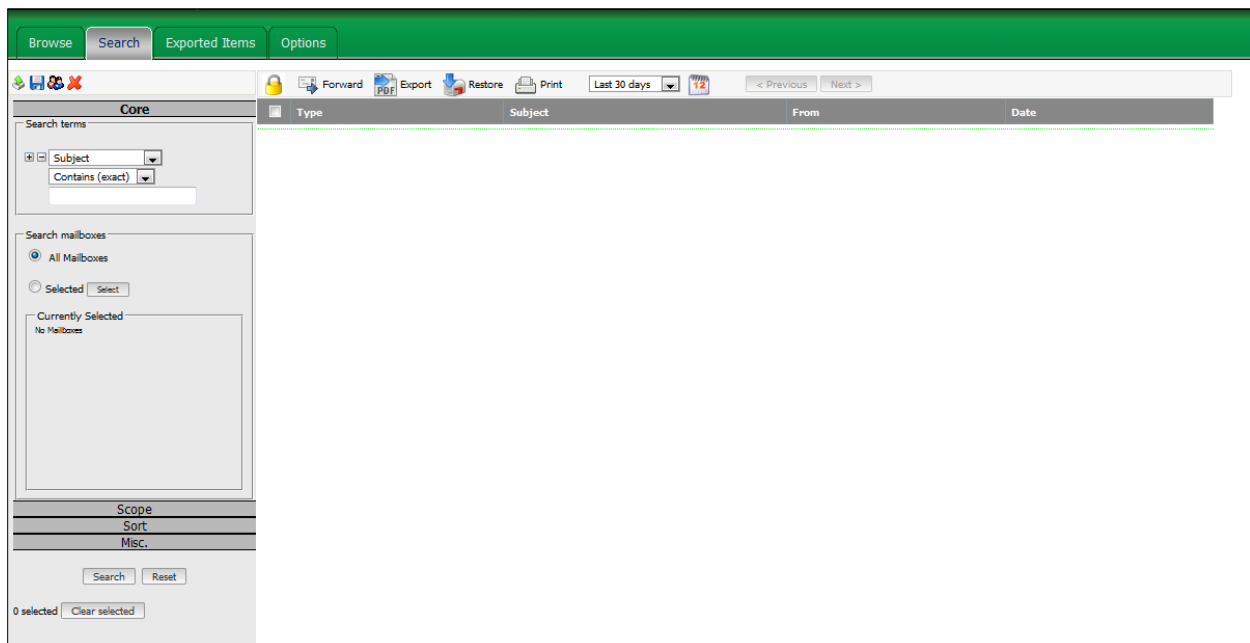 Browse Search Exported Items Options
Forward PDF Export Restore Print Last 30 days 12 < Previous Next >
Core
Type Subject From Date
Search terms
Subject
Contains (exact)
Search mailboxes
All Mailboxes
Selected Select
Currently Selected
No Mailboxes
Scope
Sort
Misc.
Search Reset
0 selected Clear selected